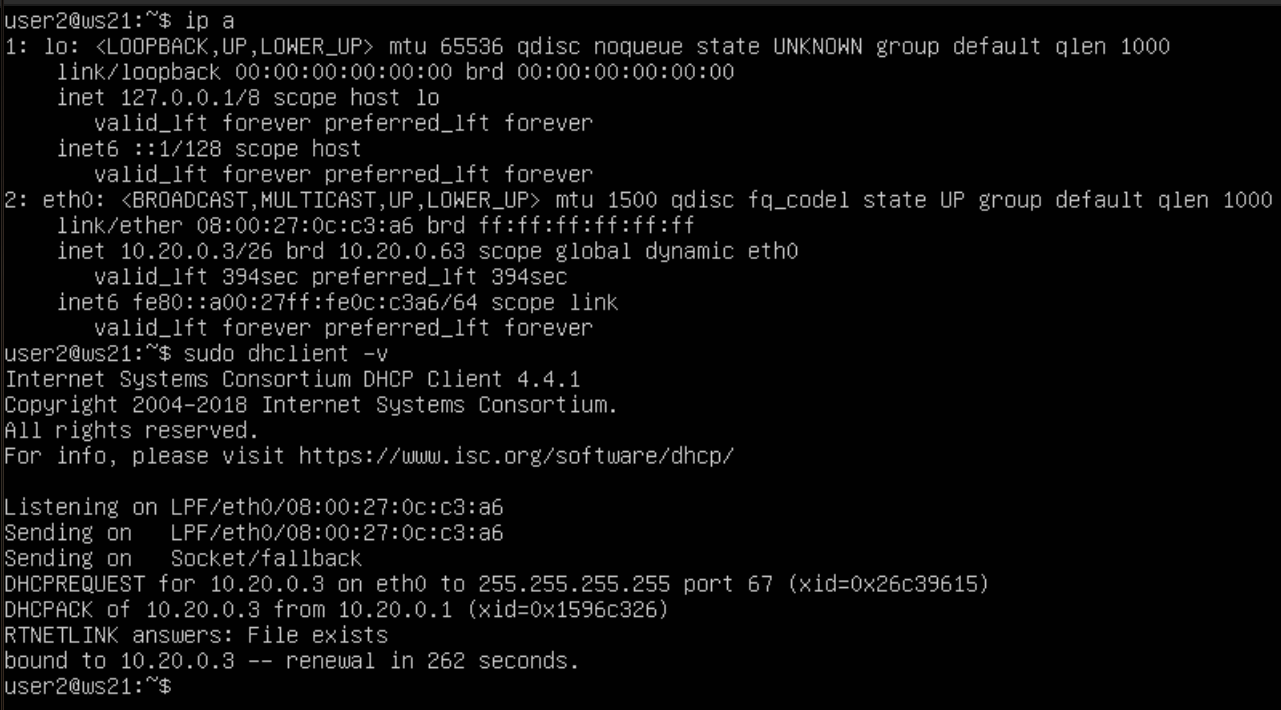 user2@ws21:~$ ip a
1: lo: <LOOPBACK,UP,LOWER_UP> mtu 65536 qdisc noqueue state UNKNOWN group default qlen 1000
    link/loopback 00:00:00:00:00:00 brd 00:00:00:00:00:00
    inet 127.0.0.1/8 scope host lo
       valid_lft forever preferred_lft forever
    inet6 ::1/128 scope host
       valid_lft forever preferred_lft forever
2: eth0: <BROADCAST,MULTICAST,UP,LOWER_UP> mtu 1500 qdisc fq_codel state UP group default qlen 1000
    link/ether 08:00:27:0c:c3:a6 brd ff:ff:ff:ff:ff:ff
    inet 10.20.0.3/26 brd 10.20.0.63 scope global dynamic eth0
       valid_lft 394sec preferred_lft 394sec
    inet6 fe80::a00:27ff:fe0c:c3a6/64 scope link
       valid_lft forever preferred_lft forever
user2@ws21:~$ sudo dhclient -v
Internet Systems Consortium DHCP Client 4.4.1
Copyright 2004-2018 Internet Systems Consortium.
All rights reserved.
For info, please visit https://www.isc.org/software/dhcp/

Listening on LPF/eth0/08:00:27:0c:c3:a6
Sending on   LPF/eth0/08:00:27:0c:c3:a6
Sending on   Socket/fallback
DHCPREQUEST for 10.20.0.3 on eth0 to 255.255.255.255 port 67 (xid=0x26c39615)
DHCPACK of 10.20.0.3 from 10.20.0.1 (xid=0x1596c326)
RTNETLINK answers: File exists
bound to 10.20.0.3 -- renewal in 262 seconds.
user2@ws21:~$